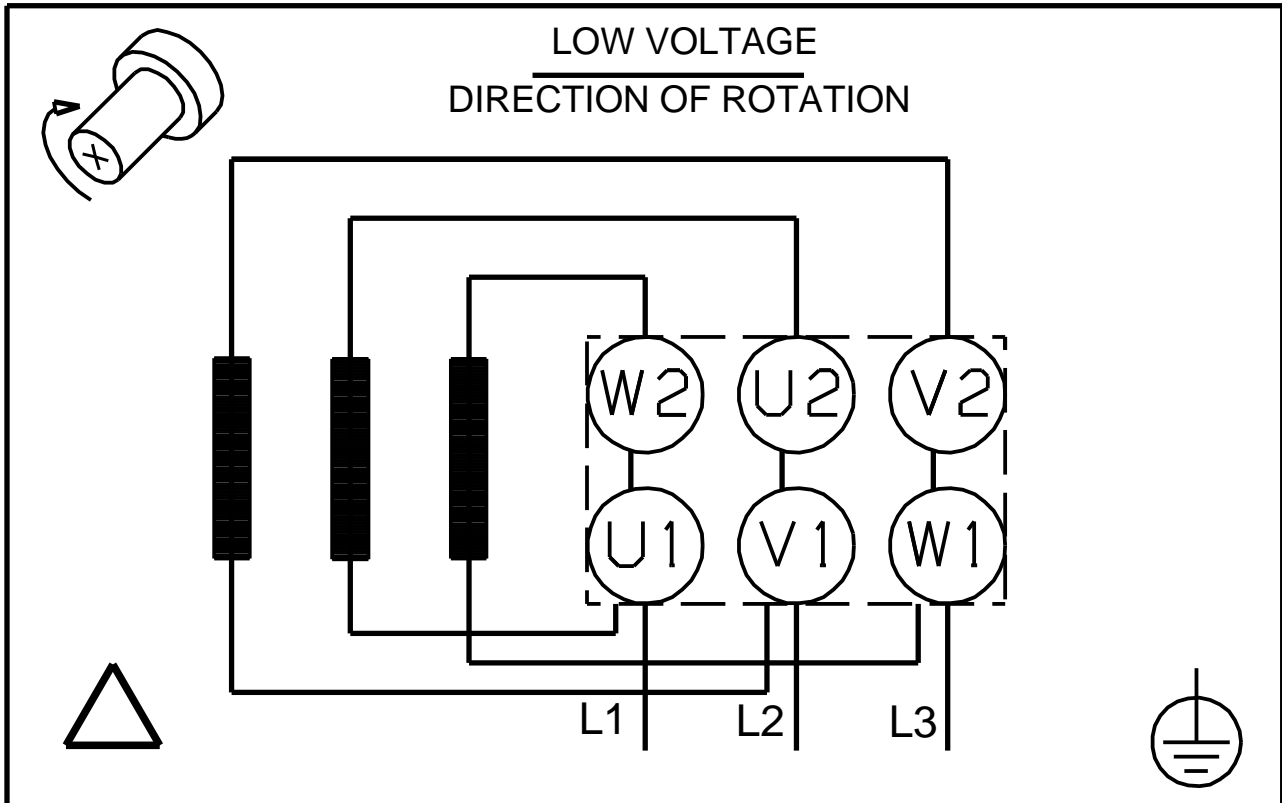 LOW VOLTAGE
DIRECTION OF ROTATION
W2 U2 V2
U1 V1 W1
L1 L2 L3